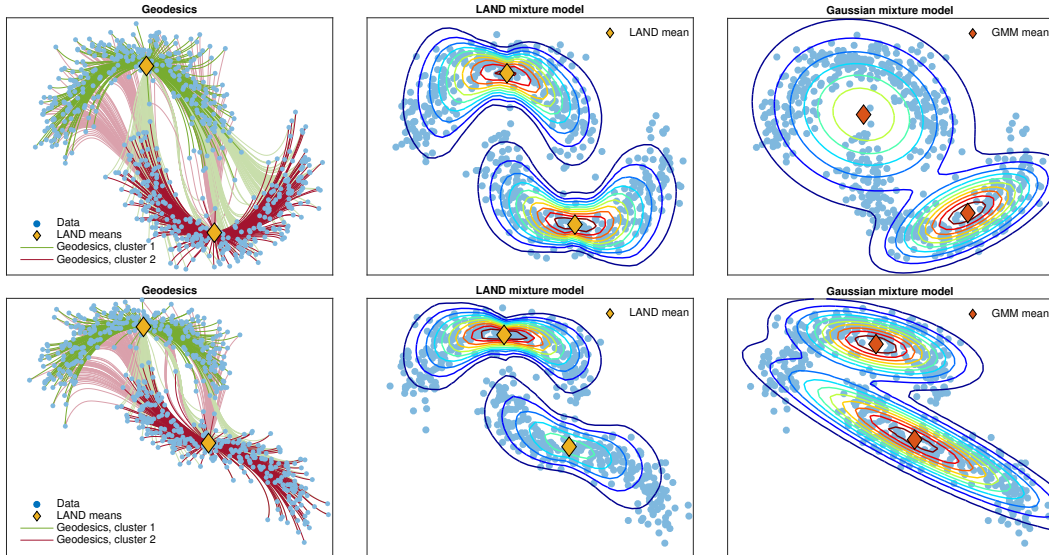 Geodesics
Data
LAND means
Geodesics, cluster 1
Geodesics, cluster 2
LAND mixture model
LAND mean
Gaussian mixture model
GMM mean
Geodesics
Data
LAND means
Geodesics, cluster 1
Geodesics, cluster 2
LAND mixture model
LAND mean
Gaussian mixture model
GMM mean